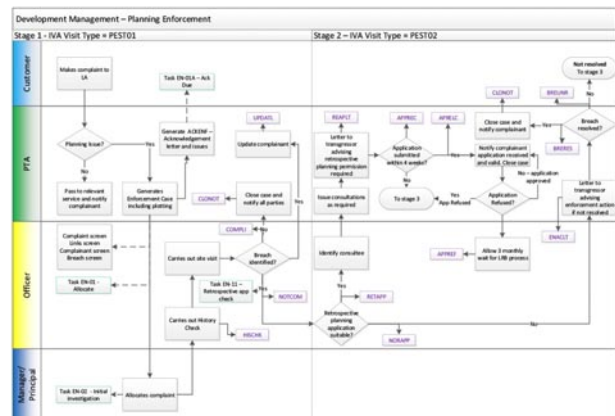 Development Management – Planning Enforcement
Stage 1 - IVA Visit Type = PEST01
Stage 2 – IVA Visit Type = PEST02
Customer
Makes complaint to
LA
Task EN-01A – Ack
Due
Not resolved
To stage 3
PTA
Planning Issue?
Yes
No
Pass to relevant
service and notify
complainant
Generates
Enforcement Case
including plotting
Generate ACKENF –
Acknowledgement
letter and issues
UPDATL
Update complainant
Yes
CLDNOT
Close case and
notify all parties
REAPLT
Letter to
transgressor
advising
retrospective
planning permission
required
Issue consultations
as required
APPREC
Application
submitted
within 4 weeks?
No
To stage 3
Yes
APRELC
Notify complainant
application received
and valid. Close case
Application
Refused?
Yes
App Refused
No – application
approved
CLDNOT
Close case and
notify complainant
BREUNR
No
Breach
resolved?
Yes
BRERES
Letter to
transgressor
advising
enforcement action
if not resolved
Officer
Complaint screen
Links screen
Complainant screen
Breach screen
Task EN-01 -
Allocate
Carries out site visit
COMPLI
No
Breach
identified?
Yes
Task EN-11 –
Retrospective app
check
NOTCOM
Carries out History
Check
HISCHK
Identify consultee
Yes
RETAPP
Retrospective
planning
application
suitable?
NORAPP
No
APPREF
Allow 3 monthly
wait for LRB process
ENACLT
Manager/
Principal
Task EN-02 - Initial
investigation
Allocates complaint